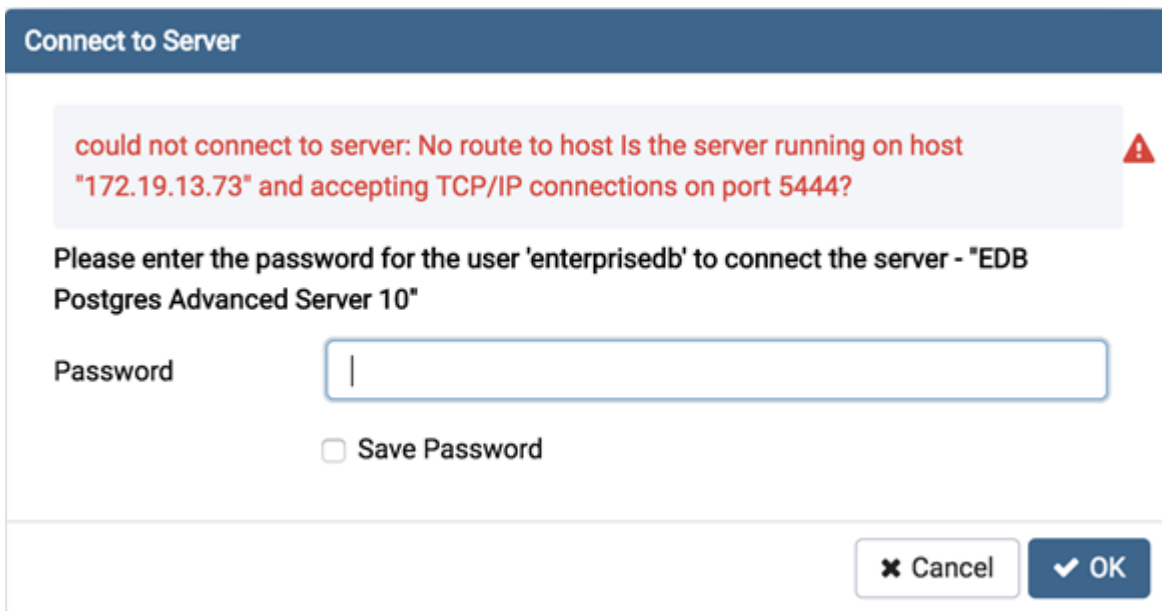 Connect to Server
could not connect to server: No route to host Is the server running on host
"172.19.13.73" and accepting TCP/IP connections on port 5444?
Please enter the password for the user 'enterprisedb' to connect the server - "EDB
Postgres Advanced Server 10"
Password
Save Password
Cancel
OK